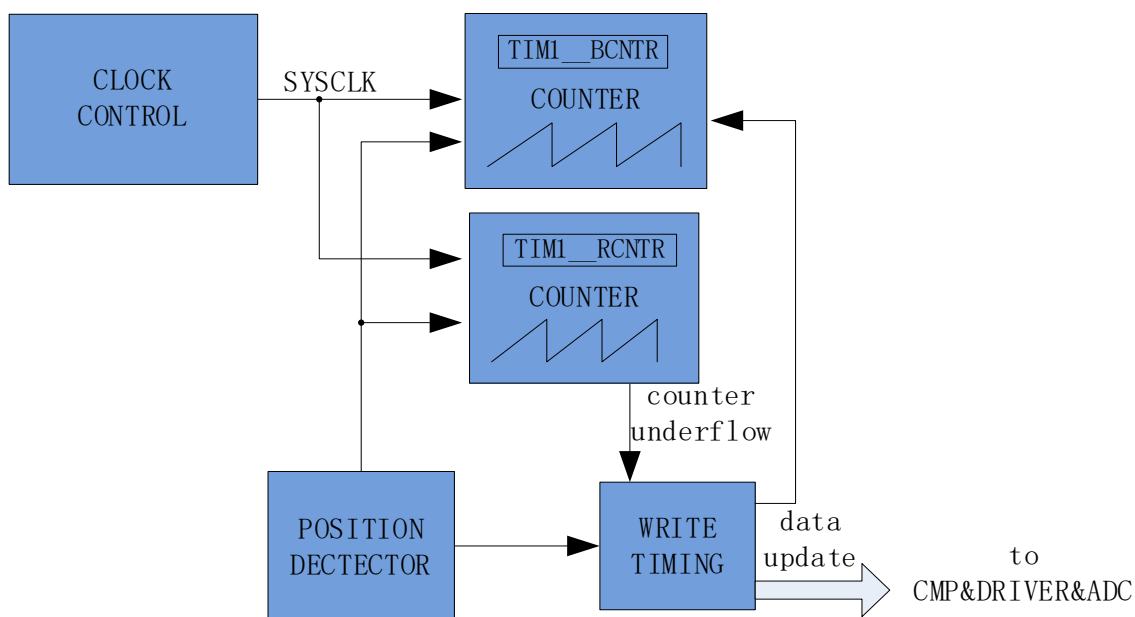 CLOCK
CONTROL
SYSCLK
TIM1__BCNTR
COUNTER
TIM1__RCNTR
COUNTER
counter
underflow
POSITION
DECTECTOR
WRITE
TIMING
data
update
to
CMP&DRIVER&ADC